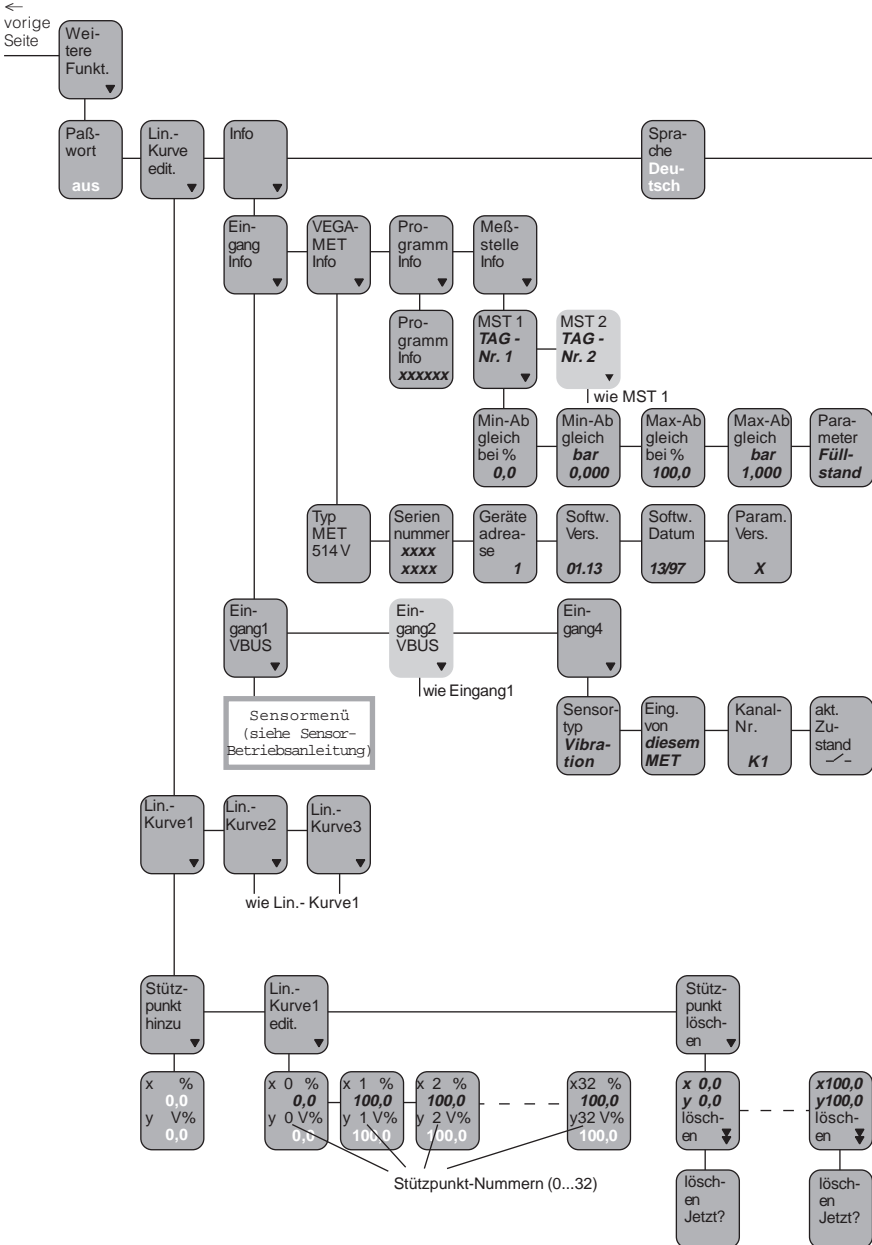 ←
vorige
Seite
Wei-
tere
Funkt.
Paß-
wort
aus
Lin.-
Kurve
edit.
Info
Spra-
che
Deu-
tsch
Ein-
gang
Info
VEGA-
MET
Info
Pro-
gramm
Info
Meß-
stelle
Info
Pro-
gramm
Info
xxxxxx
MST 1
TAG -
Nr. 1
MST 2
TAG -
Nr. 2
wie MST 1
Min-Ab
gleich
bei %
0,0
Min-Ab
gleich
bar
0,000
Max-Ab
gleich
bei %
100,0
Max-Ab
gleich
bar
1,000
Para-
meter
Füll-
stand
Typ
MET
514 V
Serien
nummer
xxxx
xxxx
Geräte
adrea-
se
1
Softw.
Vers.
01.13
Softw.
Datum
13/97
Param.
Vers.
X
Ein-
gang1
VBUS
Ein-
gang2
VBUS
Ein-
gang4
wie Eingang1
Sensormenü
(siehe Sensor-
Betriebsanleitung)
Sensor-
typ
Vibra-
tion
Eing.
von
diesem
MET
Kanal-
Nr.
K1
akt.
Zu-
stand
Lin.-
Kurve1
Lin.-
Kurve2
Lin.-
Kurve3
wie Lin.- Kurve1
Stütz-
punkt
hinzu
Lin.-
Kurve1
edit.
Stütz-
punkt
lösch-
en
x %
0,0
y V%
0,0
x 0 %
0,0
y 0 V%
0,0
x 1 %
100,0
y 1 V%
100,0
x 2 %
100,0
y 2 V%
100,0
x32 %
100,0
y32 V%
100,0
x 0,0
y 0,0
lösch-
en
x100,0
y100,0
lösch-
en
Stützpunkt-Nummern (0...32)
lösch-
en
Jetzt?
lösch-
en
Jetzt?